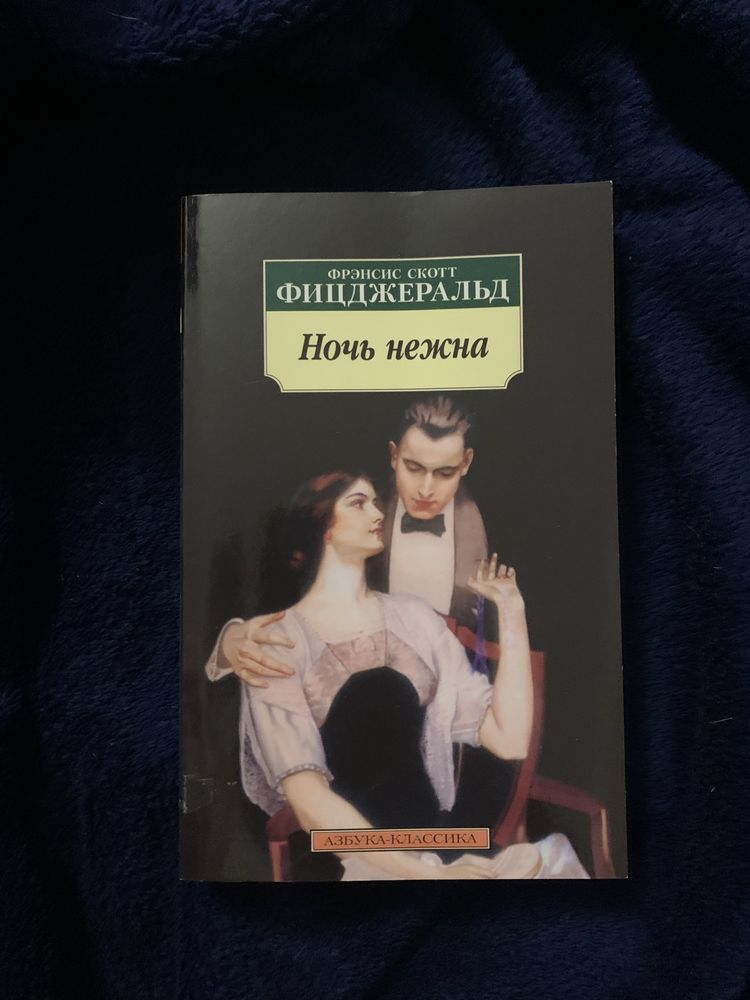 ФРЭНСИС СКОТТ
ФИЦДЖЕРАЛЬД
Ночь нежна
АЗБУКА-КЛАССИКА